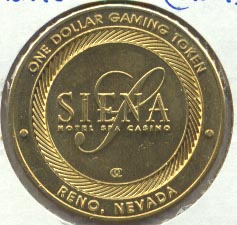 ONE DOLLAR GAMING TOKEN
S
SIENA
HOTEL SPA CASINO
RENO, NEVADA